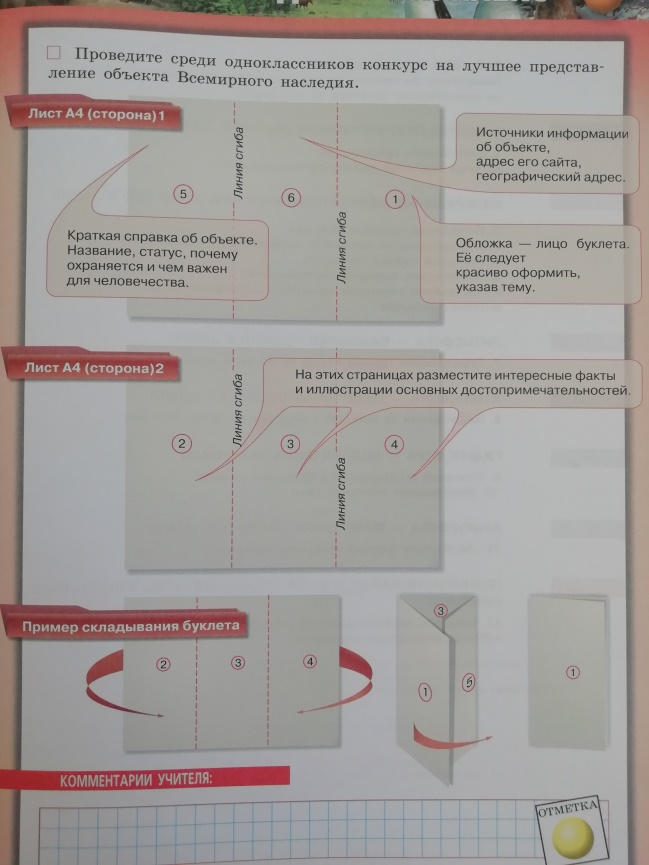 Проведите среди одноклассников конкурс на лучшее представ-
ление объекта Всемирного наследия.
Лист А4 (сторона)1
Линия сгиба
Линия сгиба
5
6
1
Источники информации
об объекте,
адрес его сайта,
географический адрес.
Краткая справка об объекте.
Название, статус, почему
охраняется и чем важен
для человечества.
Обложка — лицо буклета.
Её следует
красиво оформить,
указав тему.
Лист А4 (сторона)2
На этих страницах разместите интересные факты
и иллюстрации основных достопримечательностей.
Линия сгиба
Линия сгиба
2
3
4
Пример складывания буклета
2
3
4
3
1
5
1
КОММЕНТАРИИ УЧИТЕЛЯ:
ОТМЕТКА